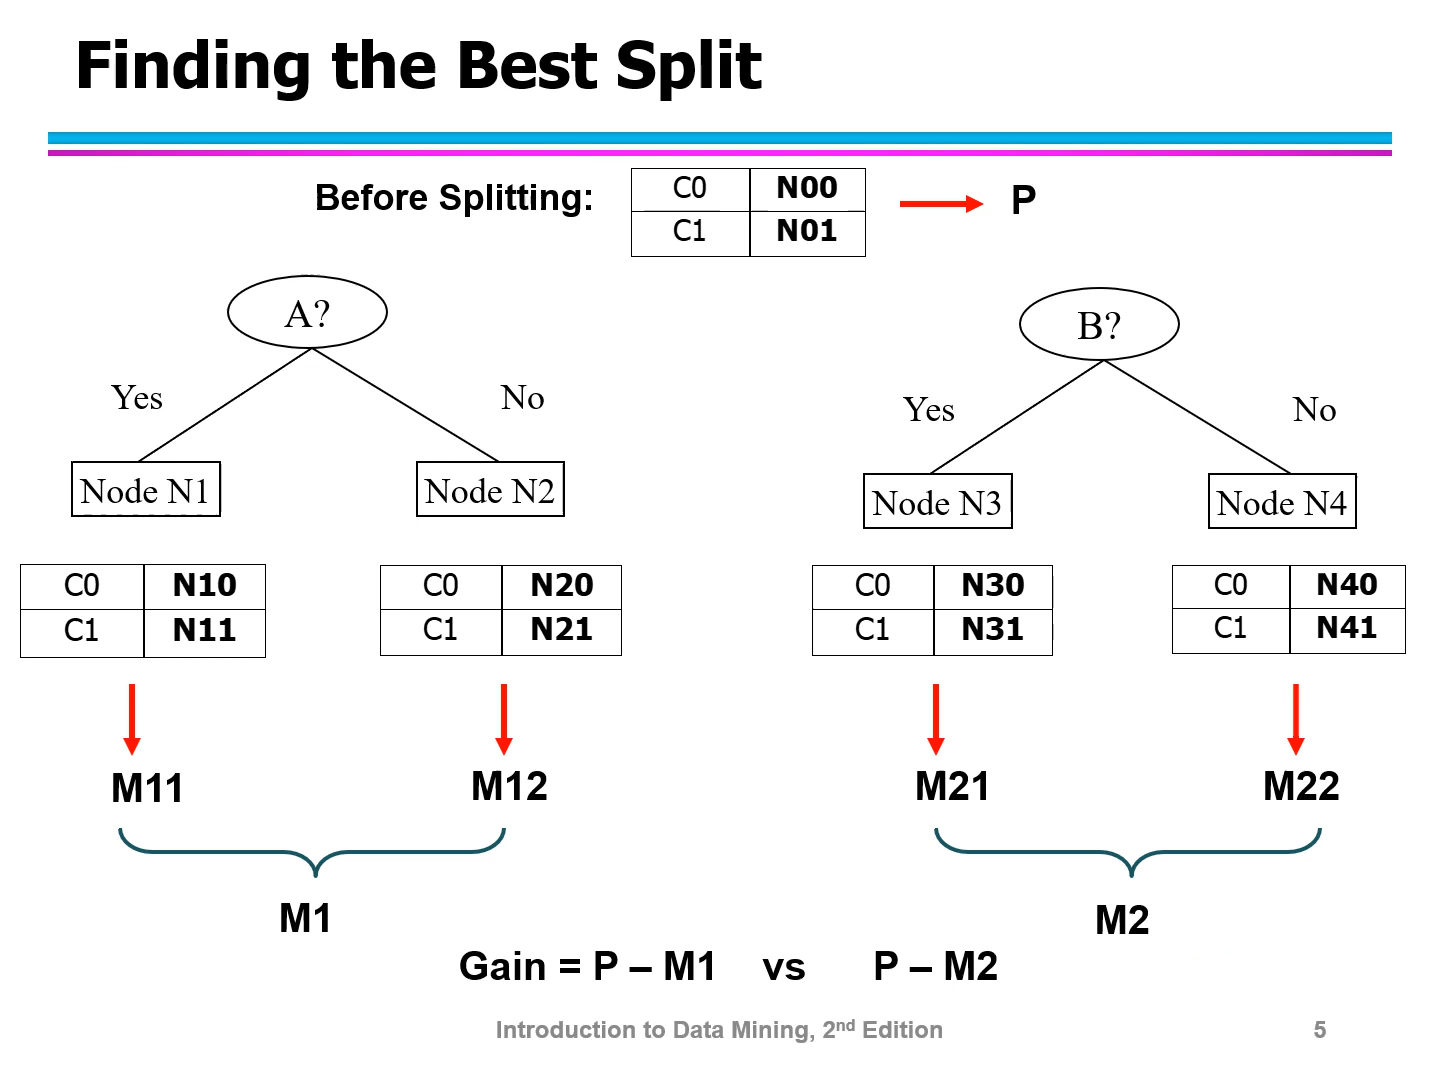 Finding the Best Split
Before Splitting:
C0 N00
C1 N01
P
A?
Yes No
Node N1 Node N2
C0 N10
C1 N11
C0 N20
C1 N21
M11 M12
M1
B?
Yes No
Node N3 Node N4
C0 N30
C1 N31
C0 N40
C1 N41
M21 M22
M2
Gain = P – M1 vs P – M2
Introduction to Data Mining, 2nd Edition 5